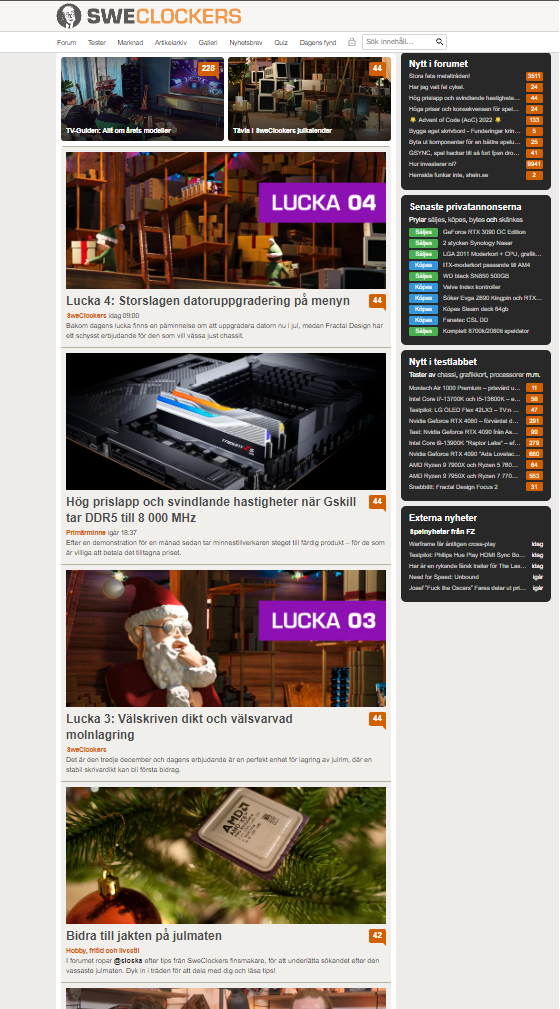 SWECLOCKERS
Forum Tester Marknad Artikelarkiv Galleri Nyhetsbrev Quiz Dagens fynd Sök innehåll...
226
TV-Guiden: Allt om årets modeller
44
Tävla i SweClockers julkalender
LUCKA 04
Lucka 4: Storslagen datoruppgradering på menyn
44
SweClockers idag 09:00
Bakom dagens lucka finns en påminnelse om att uppgradera datorn nu i jul, medan Fractal Design har
ett schysst erbjudande för den som vill vässa just chassit.
Hög prislapp och svindlande hastigheter när Gskill
tar DDR5 till 8 000 MHz
44
Primärminne igår 18:37
Efter en demonstration för en månad sedan tar minnestillverkaren steget till färdig produkt – för de som
är villiga att betala det tilltagna priset.
LUCKA 03
Lucka 3: Välskriven dikt och välsvarvad
molnlagring
44
SweClockers
Det är den tredje december och dagens erbjudande är en perfekt enhet för lagring av julrim, där en
stabil skrivardikt kan bli första bidrag.
AMD
Bidra till jakten på julmaten
42
Hobby, fritid och livsstil
I forumet ropar @sloska efter tips från SweClockers finsmakare, för att underlätta sökandet efter den
vassaste julmaten. Dyk in i tråden för att dela med dig och läsa tips!
Nytt i forumet
Stora feta metalltråden! 3511
Har jag valt fel cykel. 24
Hög prislapp och svindlande hastighete... 44
Höga priser och konsekvensen för spel... 24
Advent of Code (AoC) 2022 133
Bygga eget skrivbord - Funderingar krin... 5
Byta ut komponenter för en bättre spelu... 25
GSYNC, spel hackar till så fort fpsn dro... 41
Hur investerar ni? 9941
Hemsida funkar inte, shein.se 2
Senaste privatannonserna
Prylar säljes, köpes, bytes och skänkes
Säljes GeForce RTX 3090 OC Edition
Säljes 2 stycken Synology Nasar
Säljes LGA 2011 Moderkort + CPU, grafik...
Köpes ITX-moderkort passande till AM4
Säljes WD black SN850 500GB
Köpes Valve Index kontroller
Köpes Söker Evga Z690 Kingpin och RTX...
Köpes Köpes Steam deck 64gb
Köpes Fanatec CSL DD
Säljes Komplett 8700k/2080ti speldator
Nytt i testlabbet
Tester av chassi, grafikkort, processorer m.m.
Montech Air 1000 Premium – prisvärd u... 11
Intel Core i7-13700K och i5-13600K – e... 58
Testpilot: LG OLED Flex 42LX3 – TV:n ... 47
Nvidia Geforce RTX 4080 – förväntat d... 291
Test: Nvidia Geforce RTX 4090 från As... 99
Intel Core i9-13900K "Raptor Lake" – ef... 279
Nvidia Geforce RTX 4090 "Ada Lovelac... 680
AMD Ryzen 9 7900X och Ryzen 5 760... 64
AMD Ryzen 9 7950X och Ryzen 7 770... 553
Snabbtitt: Fractal Design Focus 2 31
Externa nyheter
Spelnyheter från FZ
Warframe får äntligen cross-play idag
Testpilot: Philips Hue Play HDMI Sync Bo... idag
Här är en rykande färsk trailer för The Las... idag
Need for Speed: Unbound igår
Josef "Fuck the Oscars" Fares delar ut pri... igår